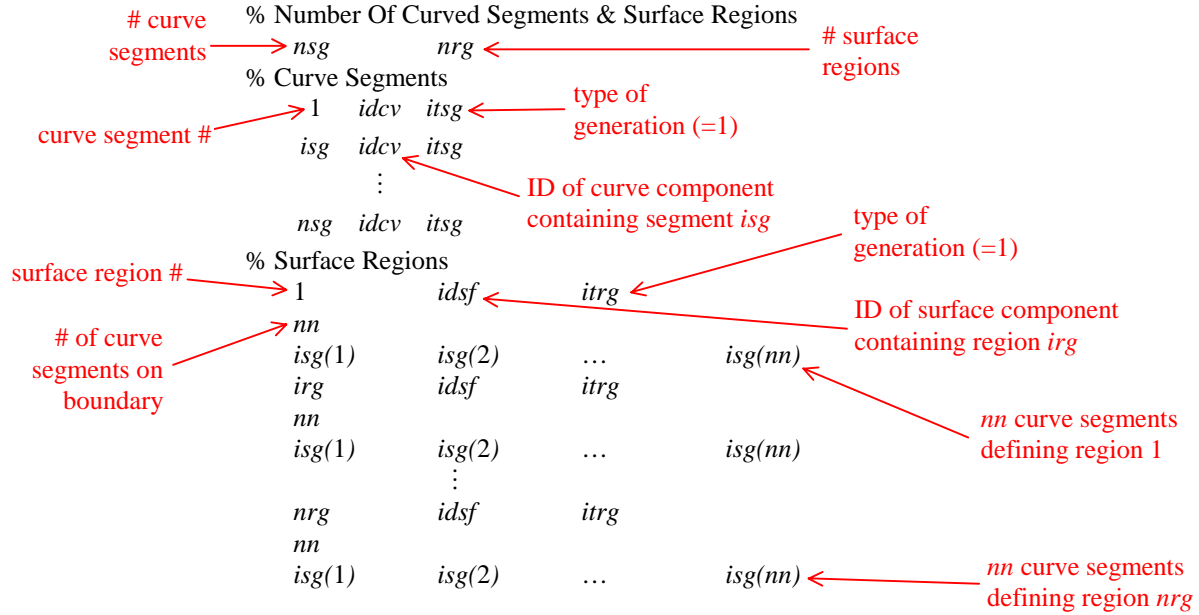 % Number Of Curved Segments & Surface Regions
# curve
segments
nsg nrg
# surface
regions
% Curve Segments
1 idcv itsg
type of
generation (=1)
curve segment #
isg idcv itsg
⋮
ID of curve component
containing segment isg
nsg idcv itsg
type of
generation (=1)
% Surface Regions
surface region #
1 idsf itrg
ID of surface component
containing region irg
nn
# of curve
segments on
boundary
isg(1) isg(2) … isg(nn)
irg idsf itrg
nn
nn curve segments
defining region 1
isg(1) isg(2) … isg(nn)
⋮
nrg idsf itrg
nn
isg(1) isg(2) … isg(nn)
nn curve segments
defining region nrg